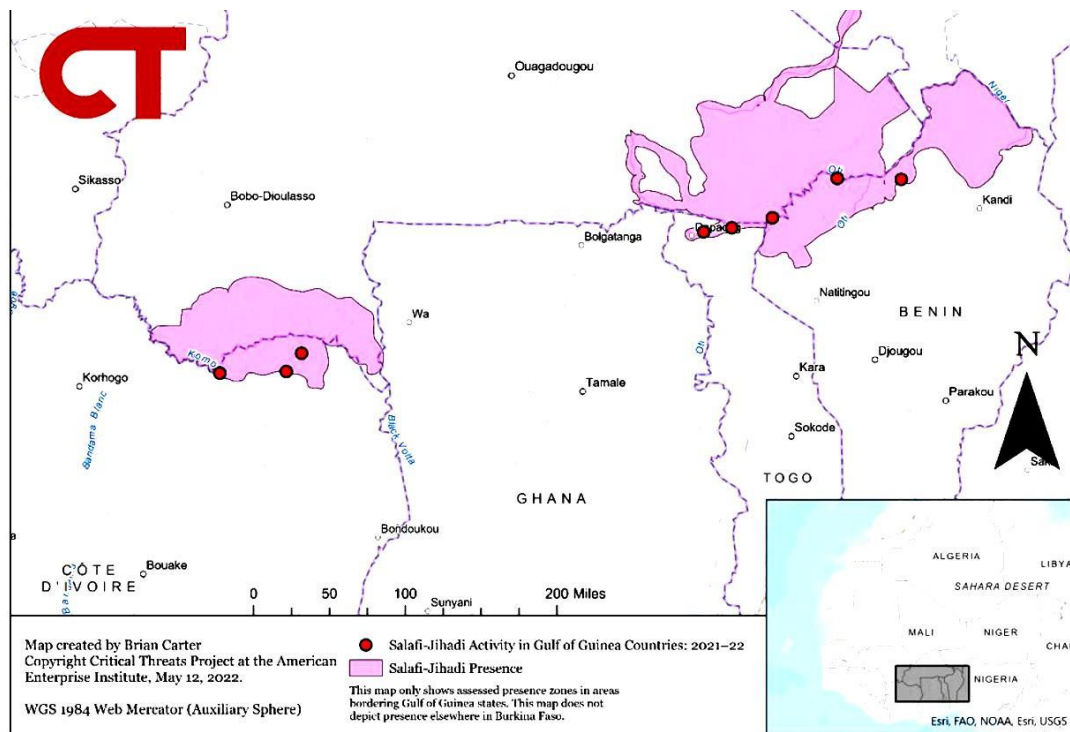 CT
Ouagadougou
Niger
Sikasso
Bobo-Dioulasso
Oti
Kandi
Bolgatanga
Oti
Natitingou
BENIN
N
Wa
Djougou
Komo
Korhogo
Bandama Blanc
Tamale
Oti
Kara
Parakou
Black Volta
Sokode
GHANA
TOGO
Bondoukou
CÔTE
D'IVOIRE
Bouake
Sunyani
0 50 100 200 Miles
Map created by Brian Carter
Copyright Critical Threats Project at the American
Enterprise Institute, May 12, 2022.
WGS 1984 Web Mercator (Auxiliary Sphere)
Salafi-Jihadi Activity in Gulf of Guinea Countries: 2021–22
Salafi-Jihadi Presence
This map only shows assessed presence zones in areas
bordering Gulf of Guinea states. This map does not
depict presence elsewhere in Burkina Faso.
ALGERIA
LIBYA
SAHARA DESERT
MALI
NIGER
CHA
NIGERIA
Esri, FAO, NOAA, Esri, USGS